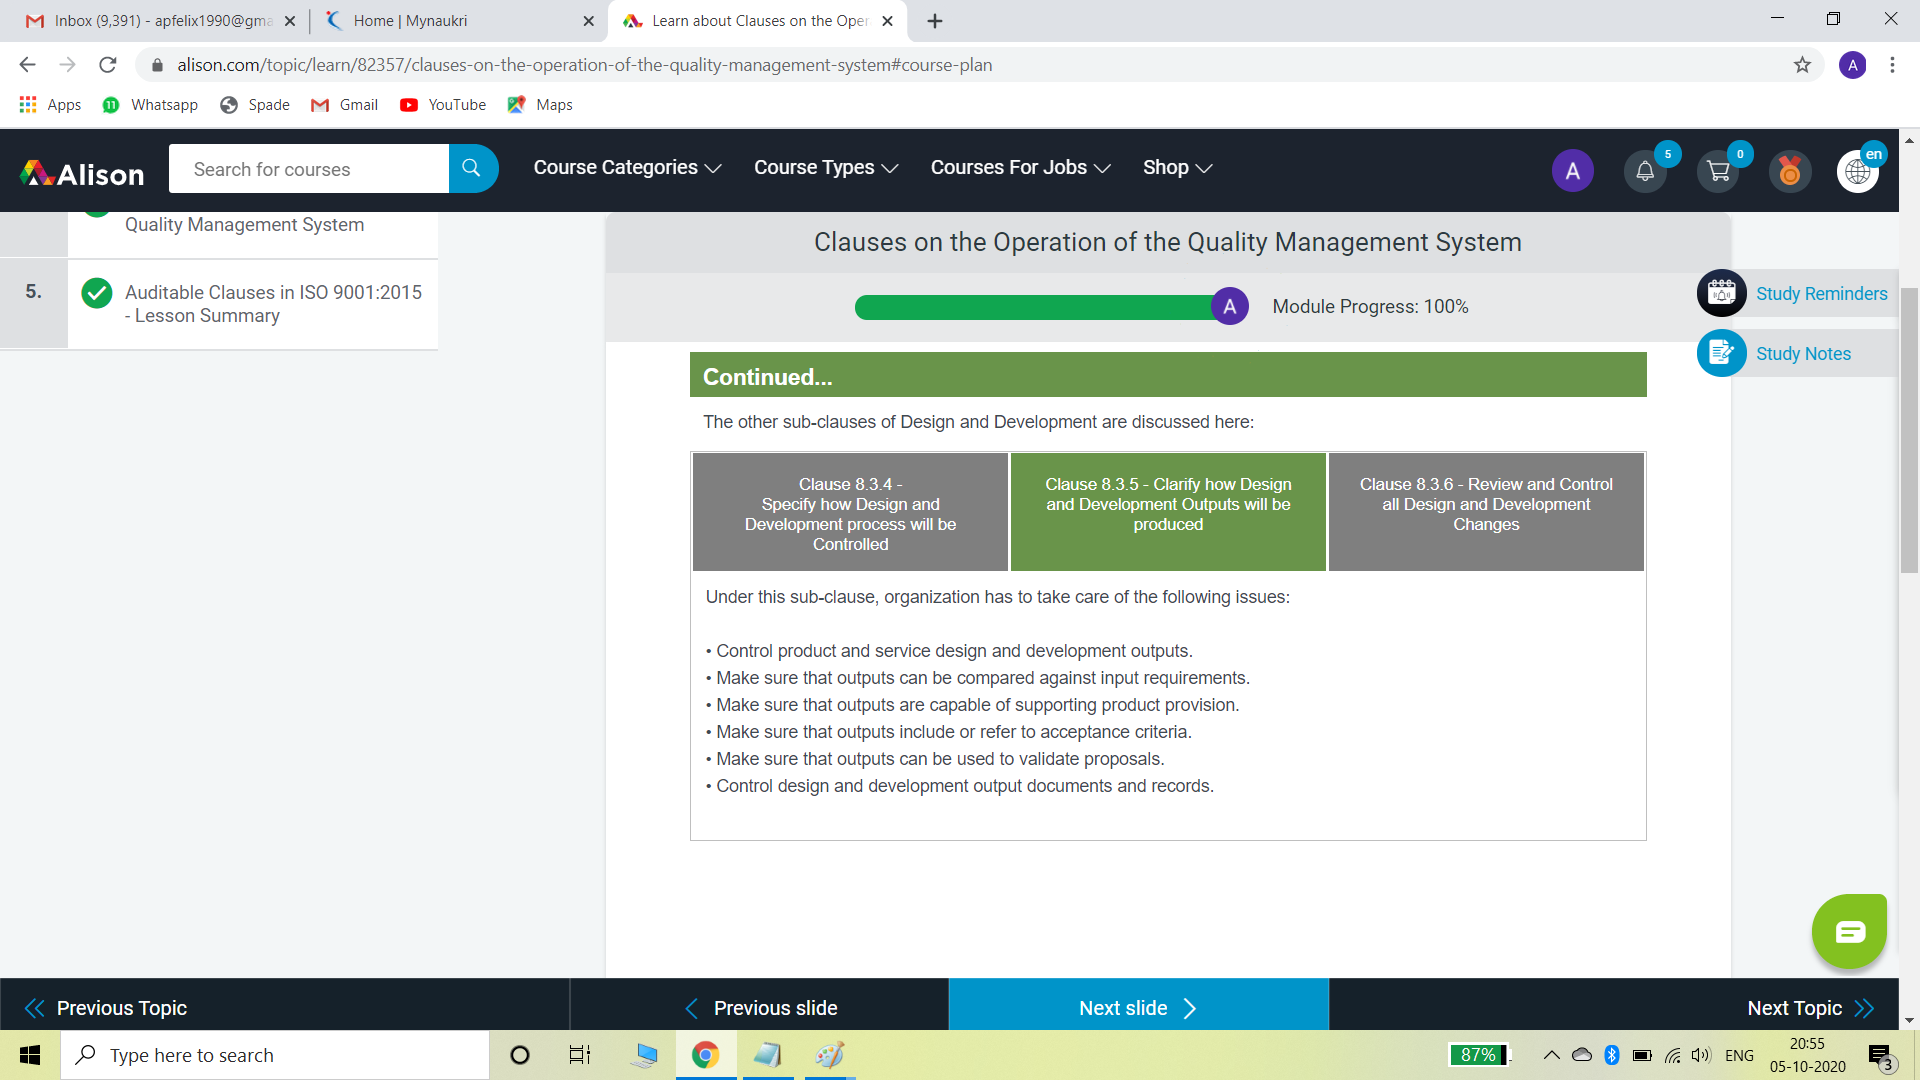 Inbox (9,391) - apfelix1990@gma
Home | Mynaukri
Learn about Clauses on the Oper
alison.com/topic/learn/82357/clauses-on-the-operation-of-the-quality-management-system#course-plan
A
Apps
11 Whatsapp
Spade
Gmail
YouTube
Maps
Alison
Search for courses
Course Categories
Course Types
Courses For Jobs
Shop
A
5
0
en
Quality Management System
5.
Auditable Clauses in ISO 9001:2015
- Lesson Summary
Clauses on the Operation of the Quality Management System
A
Module Progress: 100%
Study Reminders
Study Notes
Continued...
The other sub-clauses of Design and Development are discussed here:
Clause 8.3.4 -
Specify how Design and
Development process will be
Controlled
Clause 8.3.5 - Clarify how Design
and Development Outputs will be
produced
Clause 8.3.6 - Review and Control
all Design and Development
Changes
Under this sub-clause, organization has to take care of the following issues:
• Control product and service design and development outputs.
• Make sure that outputs can be compared against input requirements.
• Make sure that outputs are capable of supporting product provision.
• Make sure that outputs include or refer to acceptance criteria.
• Make sure that outputs can be used to validate proposals.
• Control design and development output documents and records.
Previous Topic
Previous slide
Next slide
Next Topic
Type here to search
87%
ENG
20:55
05-10-2020
3